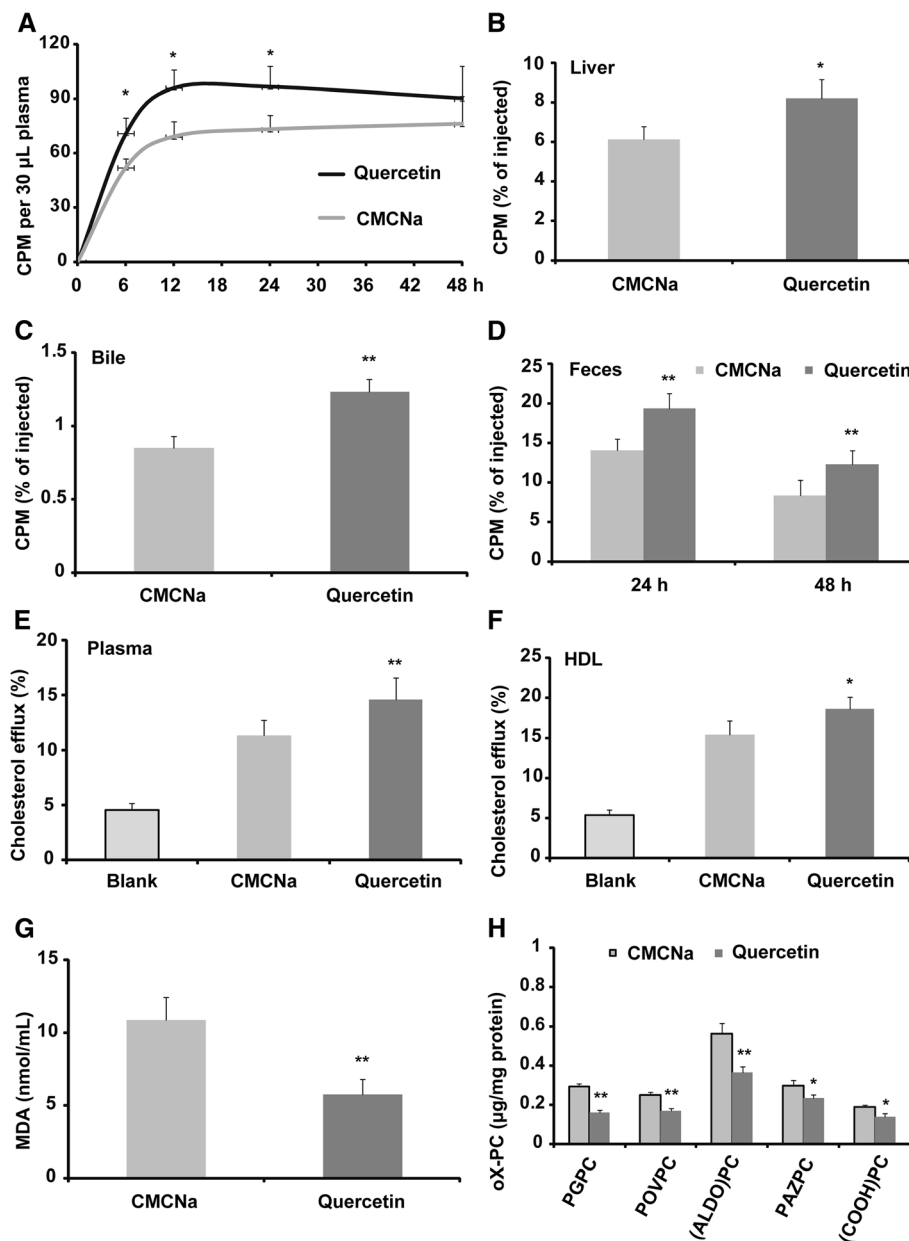 A
120
90
60
30
0
CPM per 30 µL plasma
*
*
*
Quercetin
CMCNa
0 6 12 24 30 36 42 48 h
B
Liver
10
8
6
4
2
0
CPM (% of injected)
*
CMCNa Quercetin
C
Bile
1.5
1
0.5
0
CPM (% of injected)
**
CMCNa Quercetin
D
Feces
CMCNa Quercetin
25
20
15
10
5
0
CPM (% of injected)
**
**
24 h 48 h
E
Plasma
20
15
10
5
0
Cholesterol efflux (%)
**
Blank CMCNa Quercetin
F
HDL
25
20
15
10
5
0
Cholesterol efflux (%)
*
Blank CMCNa Quercetin
G
15
10
5
0
MDA (nmol/mL)
**
CMCNa Quercetin
H
CMCNa Quercetin
1
0.8
0.6
0.4
0.2
0
oX-PC (µg/mg protein)
**
**
**
*
*
PGPC
POVPC
(ALDO)PC
PAZPC
(COOH)PC